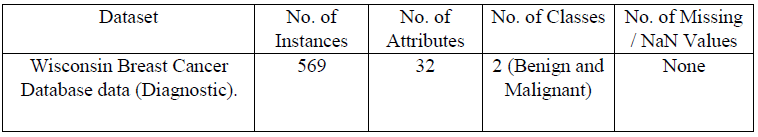 Dataset No. of No. of No. of Classes No. of Missing
Instances Attributes / NaN Values
Wisconsin Breast Cancer 569 32 2 (Benign and None
Database data (Diagnostic). Malignant)